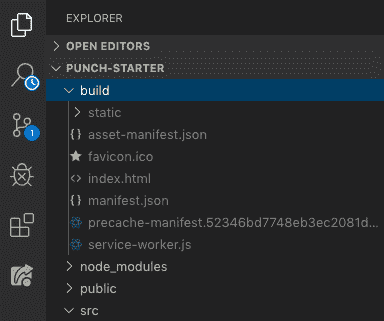 EXPLORER
OPEN EDITORS
PUNCH-STARTER
build
static
{} asset-manifest.json
favicon.ico
<> index.html
{} manifest.json
precache-manifest.52346bd7748eb3ec2081d...
service-worker.js
node_modules
public
src
1